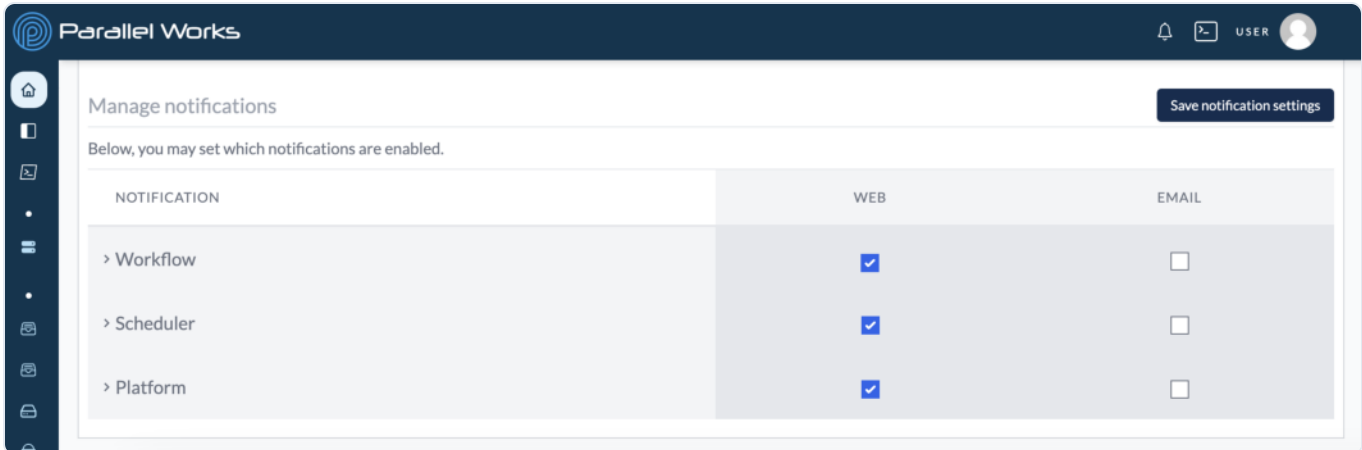 Parallel Works
USER
Manage notifications
Save notification settings
Below, you may set which notifications are enabled.
NOTIFICATION WEB EMAIL
Workflow
Scheduler
Platform